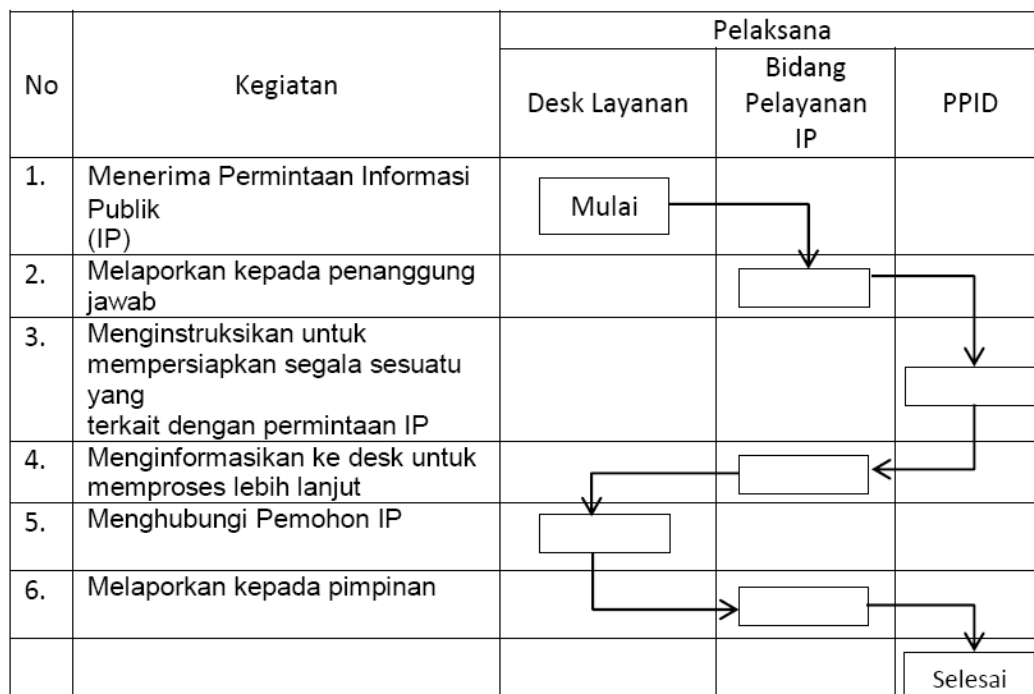 No
Kegiatan
Pelaksana
Desk Layanan
Bidang
Pelayanan
IP
PPID
1.
Menerima Permintaan Informasi
Publik
(IP)
Mulai
2.
Melaporkan kepada penanggung
jawab
3.
Menginstruksikan untuk
mempersiapkan segala sesuatu
yang
terkait dengan permintaan IP
4.
Menginformasikan ke desk untuk
memproses lebih lanjut
5.
Menghubungi Pemohon IP
6.
Melaporkan kepada pimpinan
Selesai